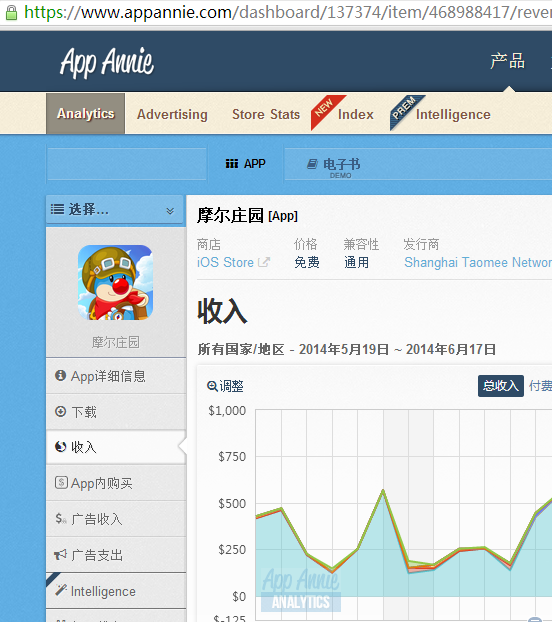 https://www.appannie.com/dashboard/137374/item/468988417/reve
App Annie
产品
Analytics
Advertising
Store Stats
NEW
Index
PREM
Intelligence
APP
电子书
DEMO
选择...
摩尔庄园 [App]
商店
价格
兼容性
发行商
iOS Store
免费
通用
Shanghai Taomee Networ
摩尔庄园
收入
所有国家/地区 - 2014年5月19日 ~ 2014年6月17日
App详细信息
下载
收入
App内购买
广告收入
广告支出
Intelligence
调整
总收入
付费
$1,000
$750
$500
$250
$0
$-125
App Annie
ANALYTICS